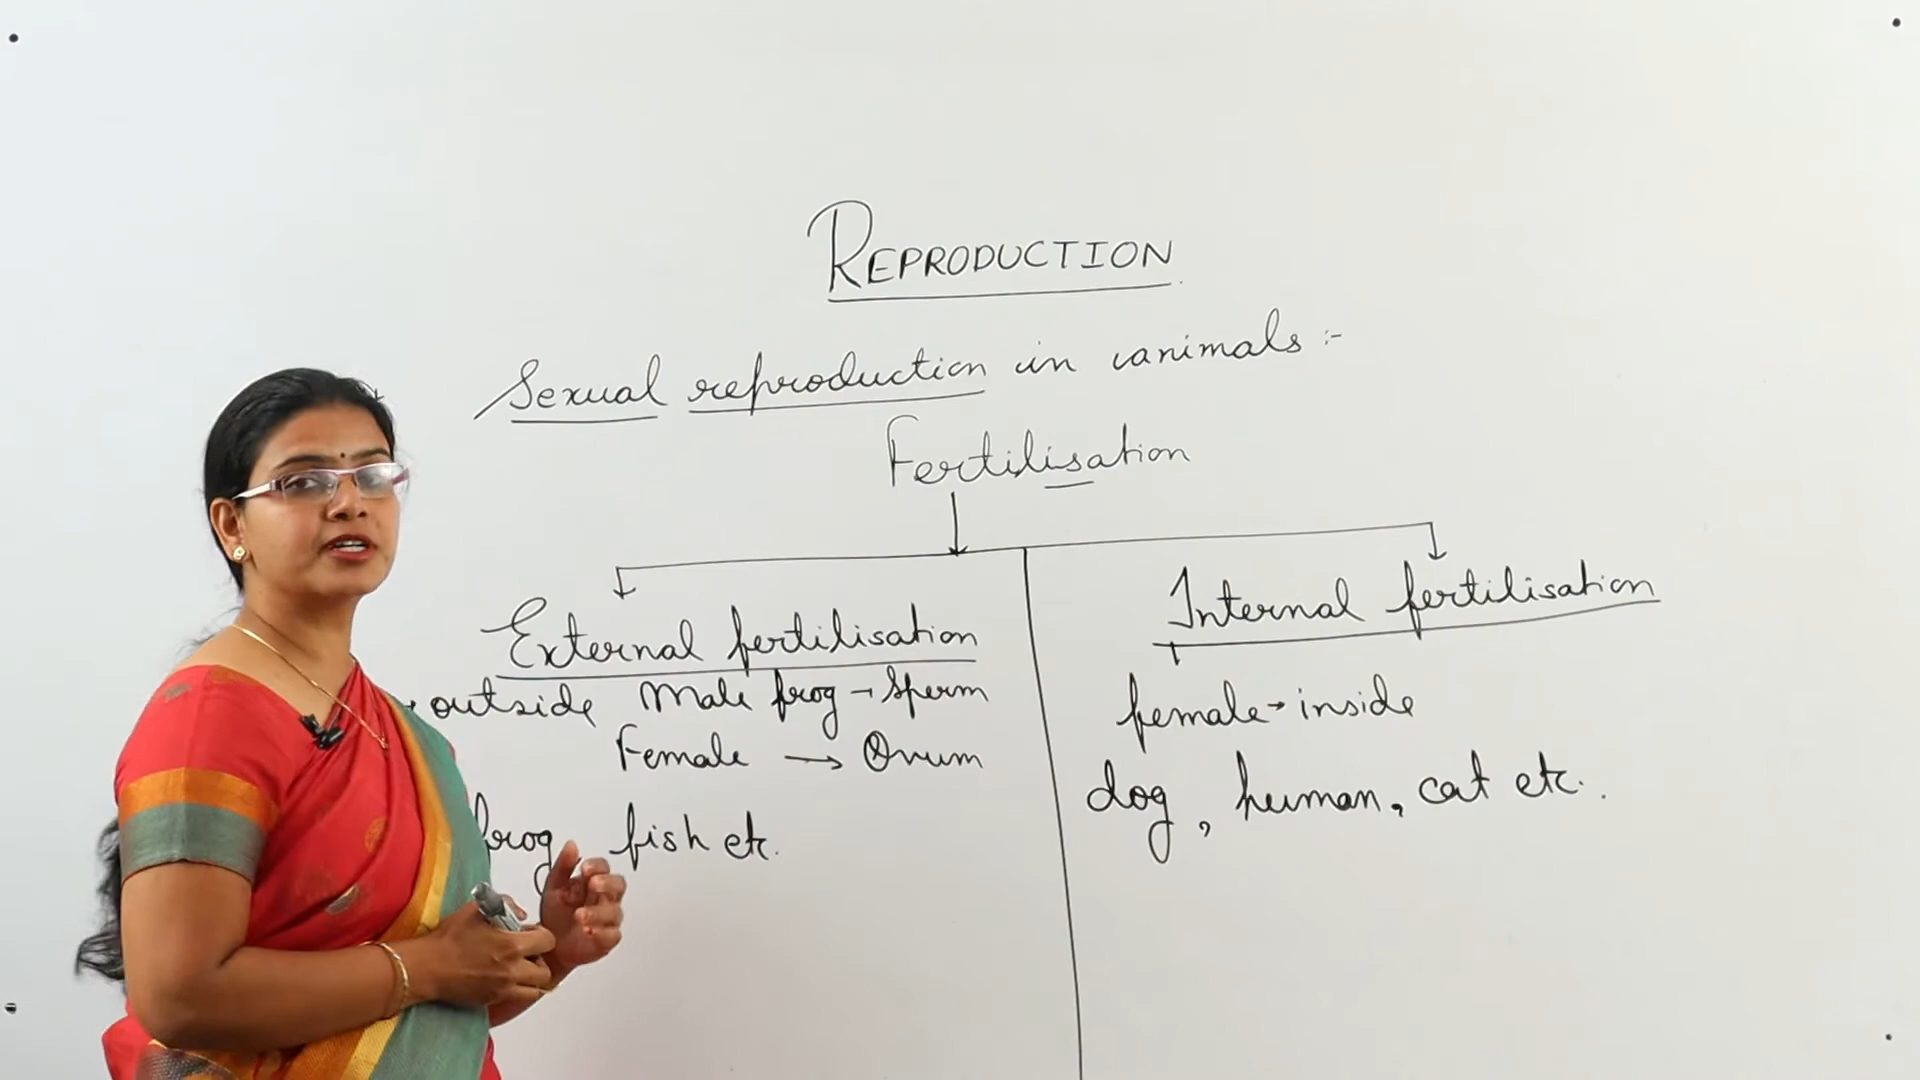 REPRODUCTION
Sexual reproduction in animals :-
Fertilisation
External fertilisation
outside Male frog → Sperm
Female → Ovum
frog, fish etc.
Internal fertilisation
female → inside
dog, human, cat etc.